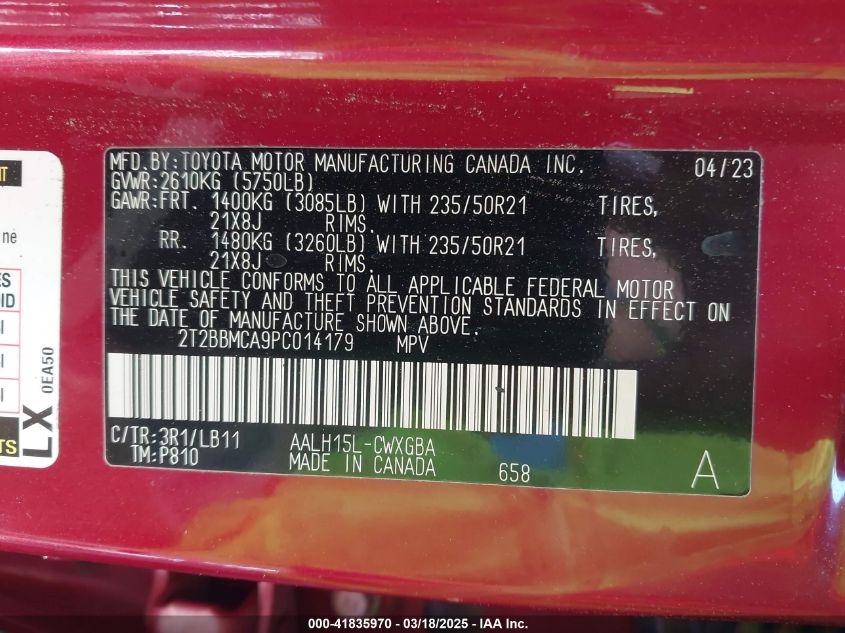 MFD.BY:TOYOTA MOTOR MANUFACTURING CANADA INC. 04/23
GVWR:2610KG (5750LB)
GAWR:FRT. 1400KG (3085LB) WITH 235/50R21 TIRES,
21X8J RIMS.
RR. 1480KG (3260LB) WITH 235/50R21 TIRES,
21X8J RIMS.
THIS VEHICLE CONFORMS TO ALL APPLICABLE FEDERAL MOTOR
VEHICLE SAFETY AND THEFT PREVENTION STANDARDS IN EFFECT ON
THE DATE OF MANUFACTURE SHOWN ABOVE.
2T2BBMCA9PC014179 MPV
C/TR:3R1/LB11 AALH15L-CWXGBA
TM:P810 MADE IN CANADA 658 A
LX 0EA50
000-41835970 - 03/18/2025 - IAA Inc.